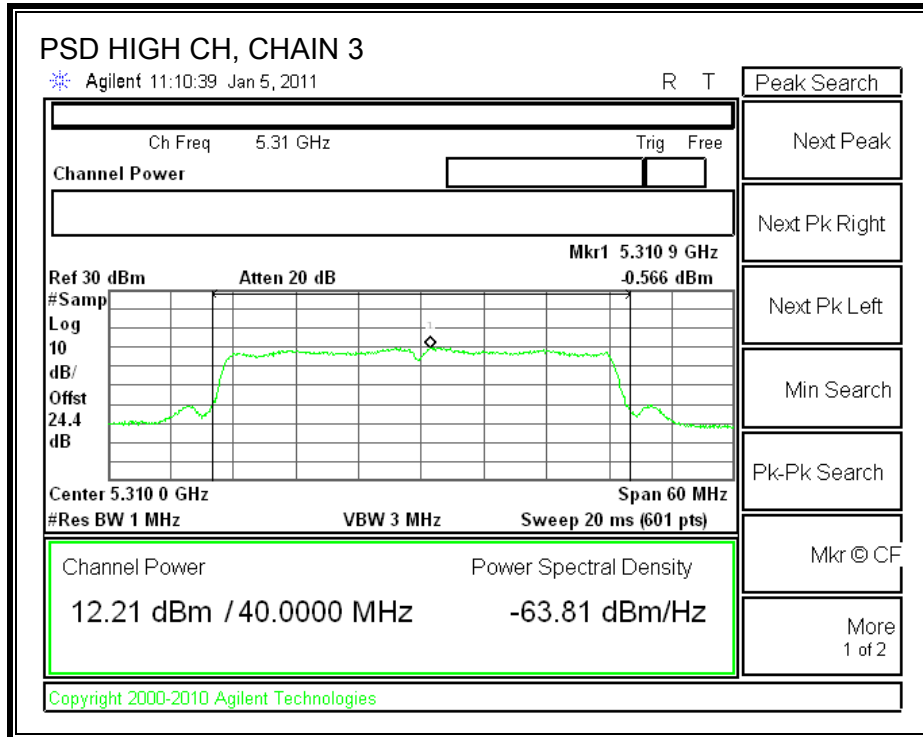 PSD HIGH CH, CHAIN 3
Agilent 11:10:39 Jan 5, 2011 R T
Peak Search
Ch Freq 5.31 GHz Trig Free
Channel Power
Next Peak
Next Pk Right
Mkr1 5.310 9 GHz
Ref 30 dBm Atten 20 dB -0.566 dBm
#Samp
Log
10
dB/
Offst
24.4
dB
1
Next Pk Left
Min Search
Pk-Pk Search
Center 5.310 0 GHz Span 60 MHz
#Res BW 1 MHz VBW 3 MHz Sweep 20 ms (601 pts)
Channel Power Power Spectral Density
12.21 dBm / 40.0000 MHz -63.81 dBm/Hz
Mkr © CF
More
1 of 2
Copyright 2000-2010 Agilent Technologies